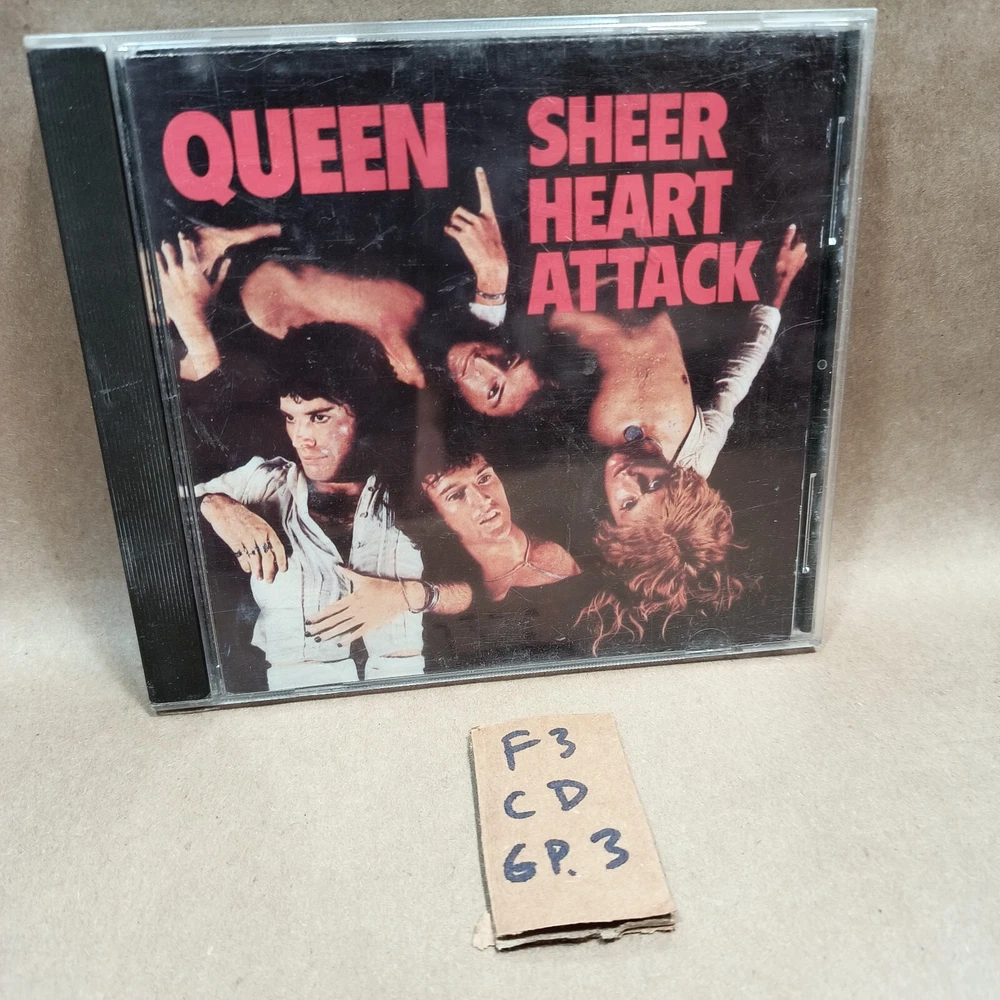 QUEEN
SHEER
HEART
ATTACK
F3
CD
GP. 3